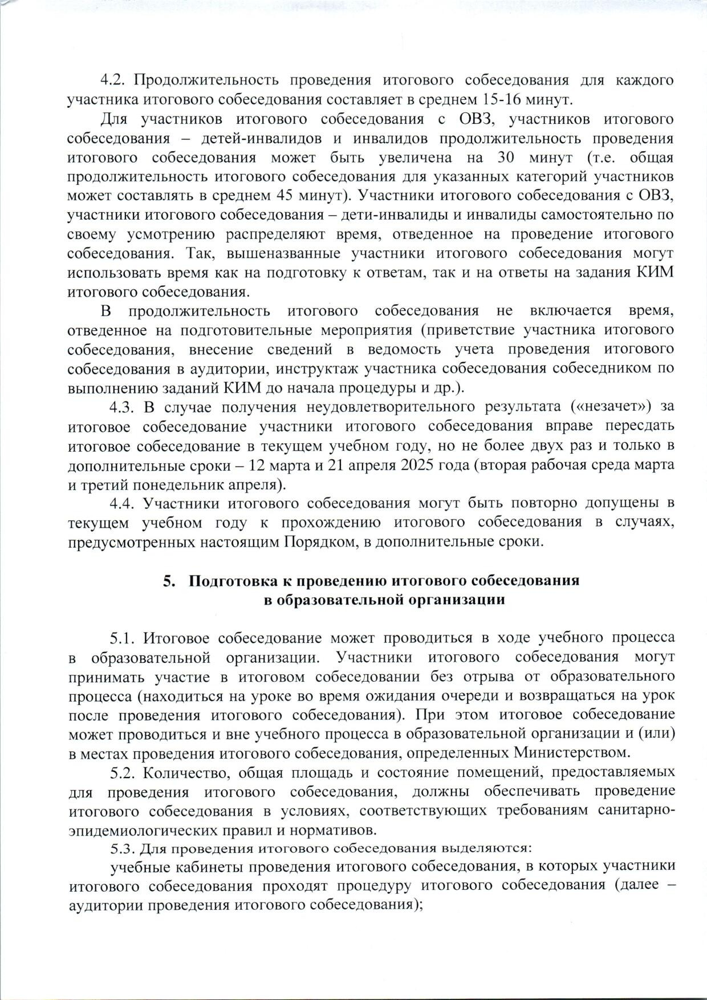 4.2. Продолжительность проведения итогового собеседования для каждого
участника итогового собеседования составляет в среднем 15-16 минут.
Для участников итогового собеседования с ОВЗ, участников итогового
собеседования – детей-инвалидов и инвалидов продолжительность проведения
итогового собеседования может быть увеличена на 30 минут (т.е. общая
продолжительность итогового собеседования для указанных категорий участников
может составлять в среднем 45 минут). Участники итогового собеседования с ОВЗ,
участники итогового собеседования – дети-инвалиды и инвалиды самостоятельно по
своему усмотрению распределяют время, отведенное на проведение итогового
собеседования. Так, вышеназванные участники итогового собеседования могут
использовать время как на подготовку к ответам, так и на ответы на задания КИМ
итогового собеседования.
В продолжительность итогового собеседования не включается время,
отведенное на подготовительные мероприятия (приветствие участника итогового
собеседования, внесение сведений в ведомость учета проведения итогового
собеседования в аудитории, инструктаж участника собеседования собеседником по
выполнению заданий КИМ до начала процедуры и др.).
4.3. В случае получения неудовлетворительного результата («незачет») за
итоговое собеседование участники итогового собеседования вправе пересдать
итоговое собеседование в текущем учебном году, но не более двух раз и только в
дополнительные сроки – 12 марта и 21 апреля 2025 года (вторая рабочая среда марта
и третий понедельник апреля).
4.4. Участники итогового собеседования могут быть повторно допущены в
текущем учебном году к прохождению итогового собеседования в случаях,
предусмотренных настоящим Порядком, в дополнительные сроки.
5. Подготовка к проведению итогового собеседования
в образовательной организации
5.1. Итоговое собеседование может проводиться в ходе учебного процесса
в образовательной организации. Участники итогового собеседования могут
принимать участие в итоговом собеседовании без отрыва от образовательного
процесса (находиться на уроке во время ожидания очереди и возвращаться на урок
после проведения итогового собеседования). При этом итоговое собеседование
может проводиться и вне учебного процесса в образовательной организации и (или)
в местах проведения итогового собеседования, определенных Министерством.
5.2. Количество, общая площадь и состояние помещений, предоставляемых
для проведения итогового собеседования, должны обеспечивать проведение
итогового собеседования в условиях, соответствующих требованиям санитарно-
эпидемиологических правил и нормативов.
5.3. Для проведения итогового собеседования выделяются:
учебные кабинеты проведения итогового собеседования, в которых участники
итогового собеседования проходят процедуру итогового собеседования (далее –
аудитории проведения итогового собеседования);